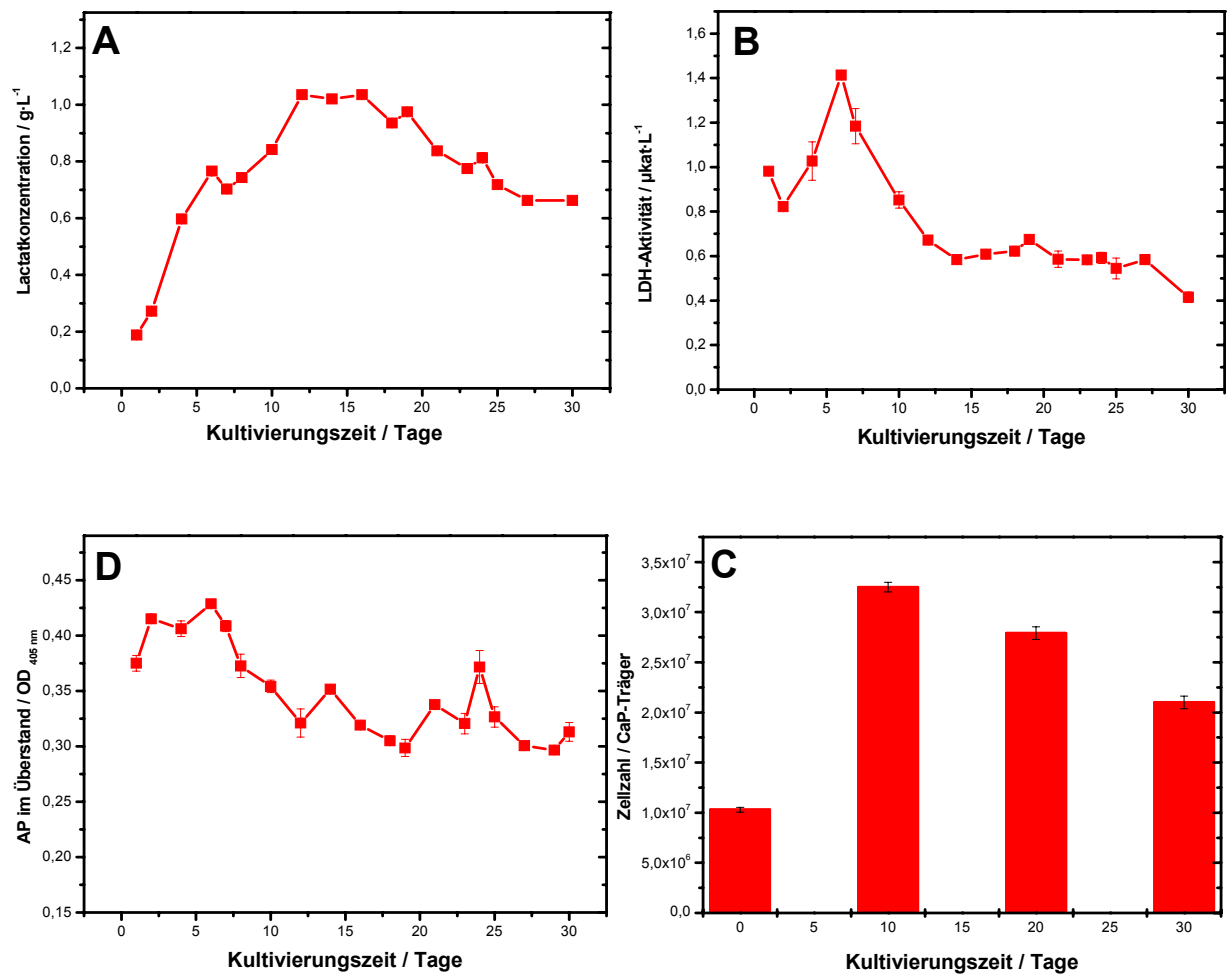 A
Lactatkonzentration / g·L⁻¹
1,2
1,0
0,8
0,6
0,4
0,2
0,0
0 5 10 15 20 25 30
Kultivierungszeit / Tage
B
LDH-Aktivität / µkat·L⁻¹
1,6
1,4
1,2
1,0
0,8
0,6
0,4
0,2
0,0
0 5 10 15 20 25 30
Kultivierungszeit / Tage
D
AP im Überstand / OD 405 nm
0,45
0,40
0,35
0,30
0,25
0,20
0,15
0 5 10 15 20 25 30
Kultivierungszeit / Tage
C
Zellzahl / CaP-Träger
3,5x10⁷
3,0x10⁷
2,5x10⁷
2,0x10⁷
1,5x10⁷
1,0x10⁷
5,0x10⁶
0,0
0 5 10 15 20 25 30
Kultivierungszeit / Tage